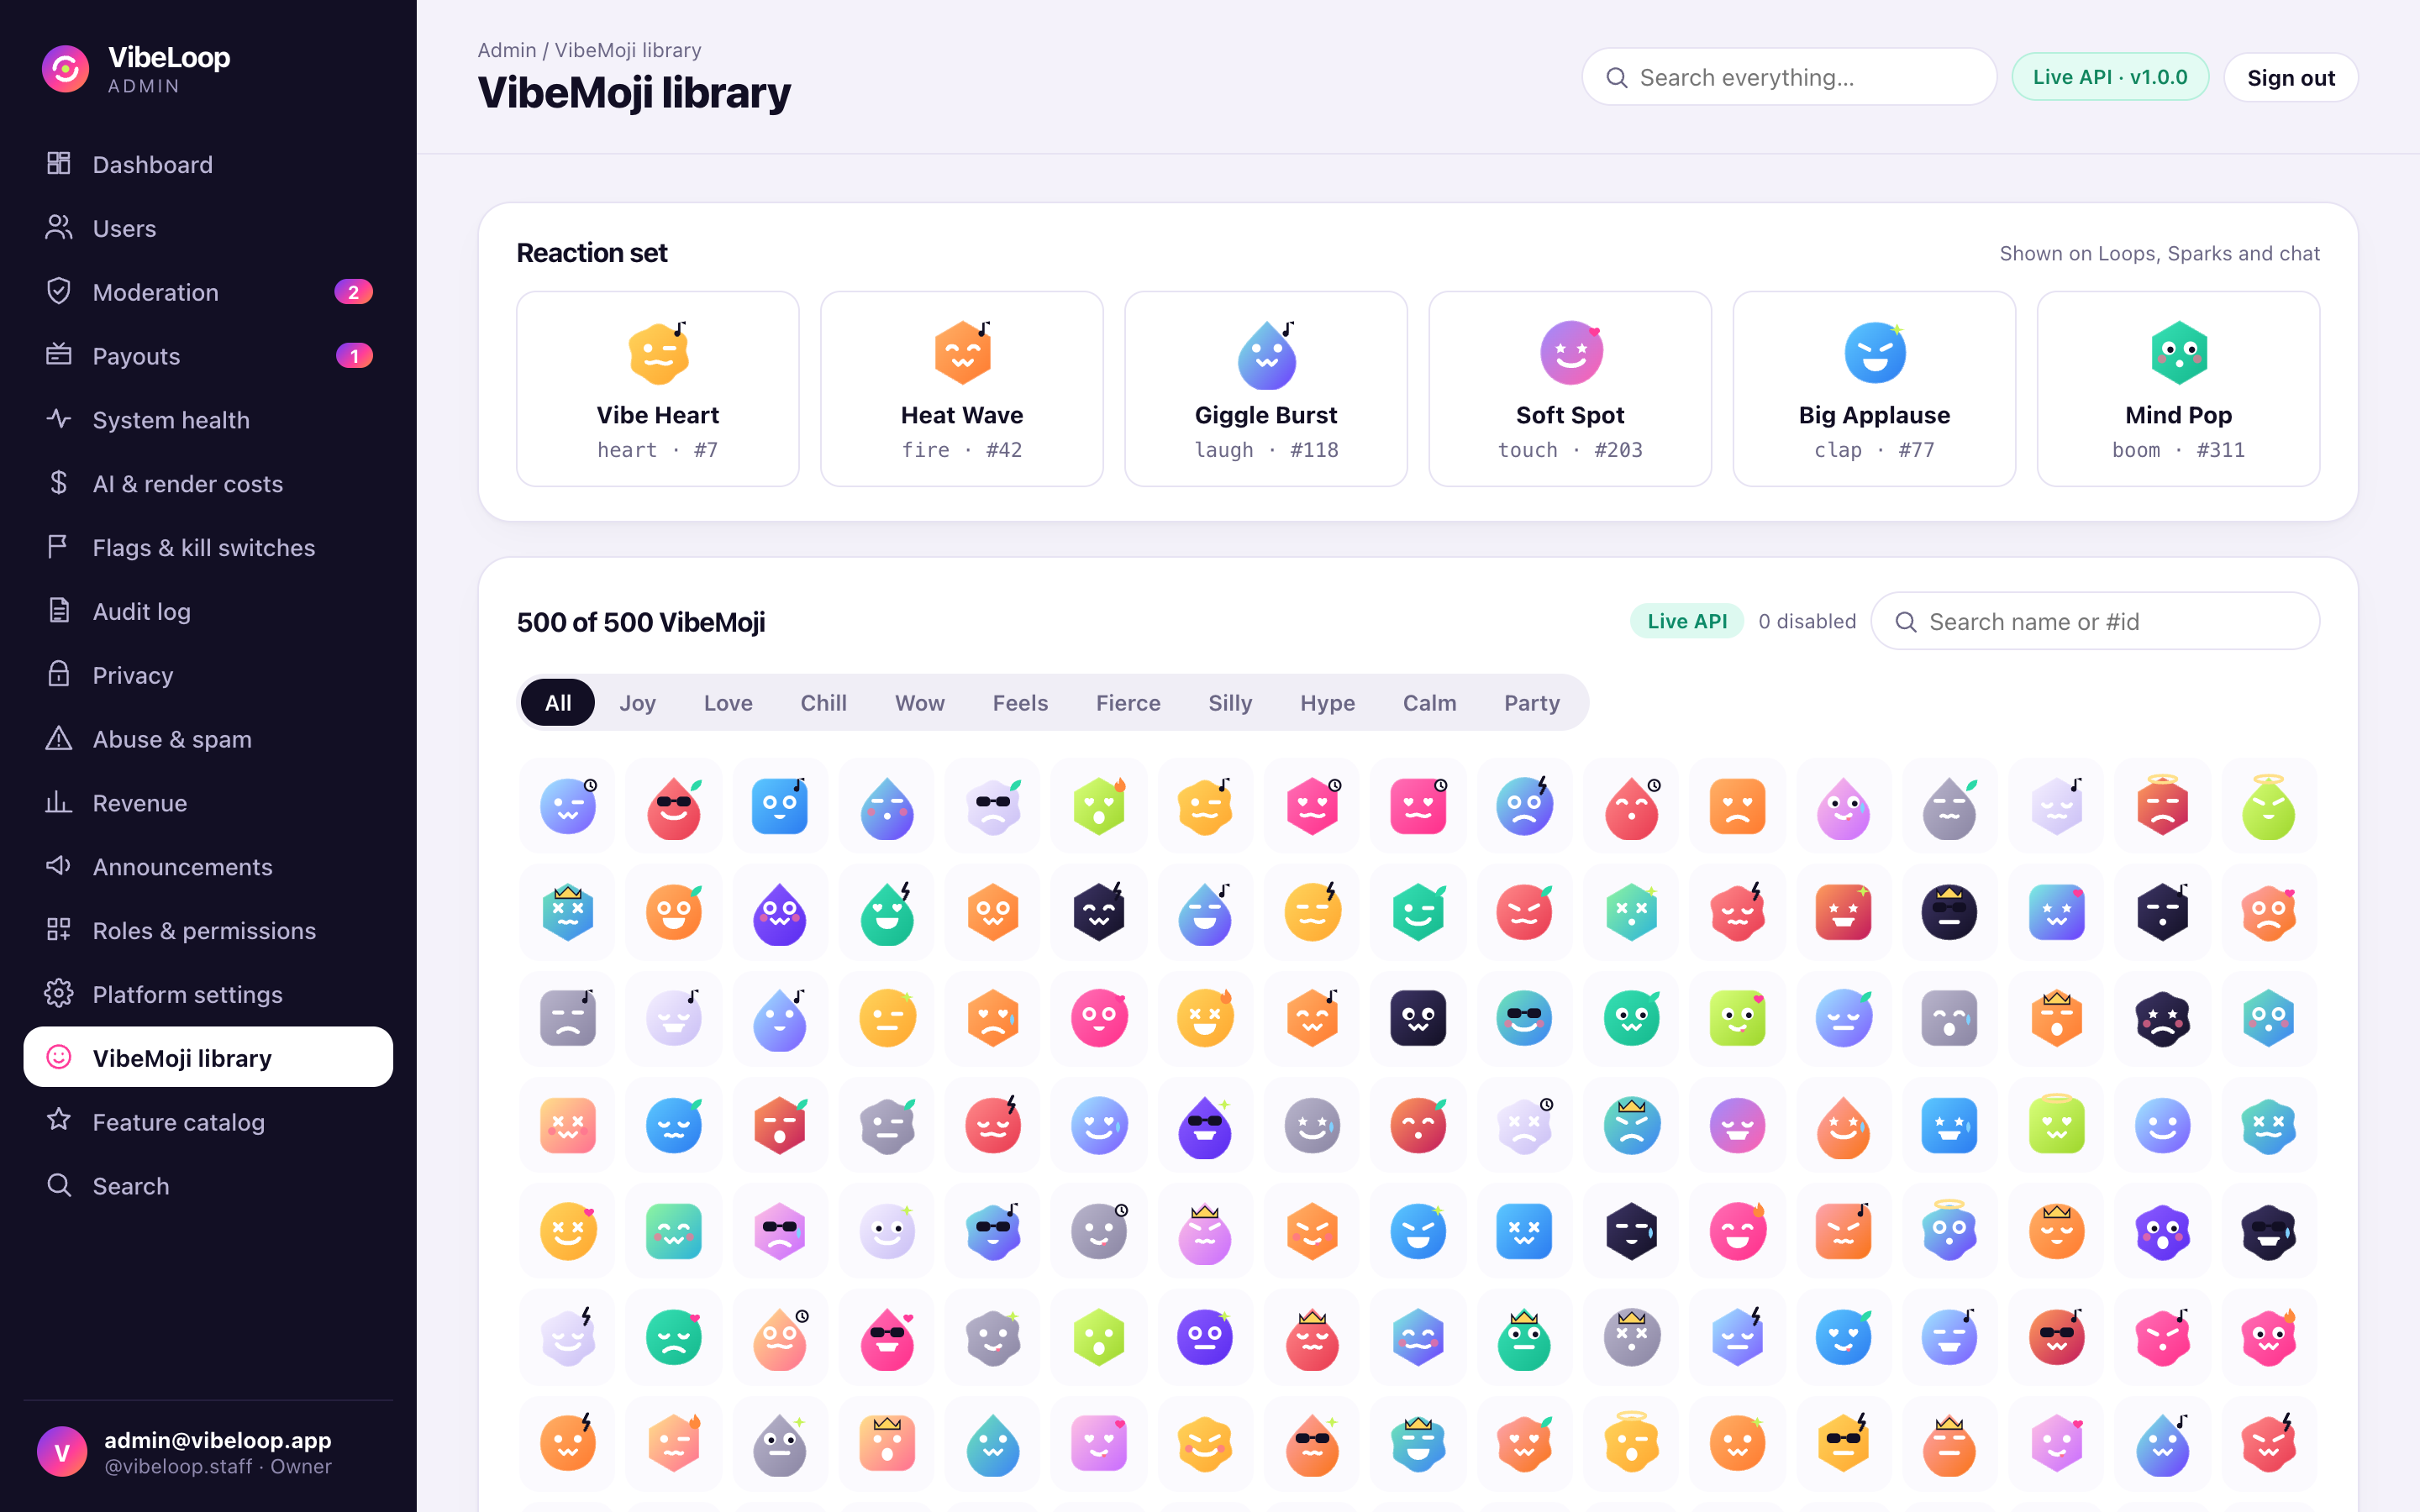 VibeLoop
ADMIN
Dashboard
Users
Moderation 2
Payouts 1
System health
AI & render costs
Flags & kill switches
Audit log
Privacy
Abuse & spam
Revenue
Announcements
Roles & permissions
Platform settings
VibeMoji library
Feature catalog
Search
V
admin@vibeloop.app
@vibeloop.staff · Owner
Admin / VibeMoji library
VibeMoji library
Search everything...
Live API · v1.0.0
Sign out
Reaction set
Shown on Loops, Sparks and chat
Vibe Heart
heart · #7
Heat Wave
fire · #42
Giggle Burst
laugh · #118
Soft Spot
touch · #203
Big Applause
clap · #77
Mind Pop
boom · #311
500 of 500 VibeMoji
Live API
0 disabled
Search name or #id
All Joy Love Chill Wow Feels Fierce Silly Hype Calm Party